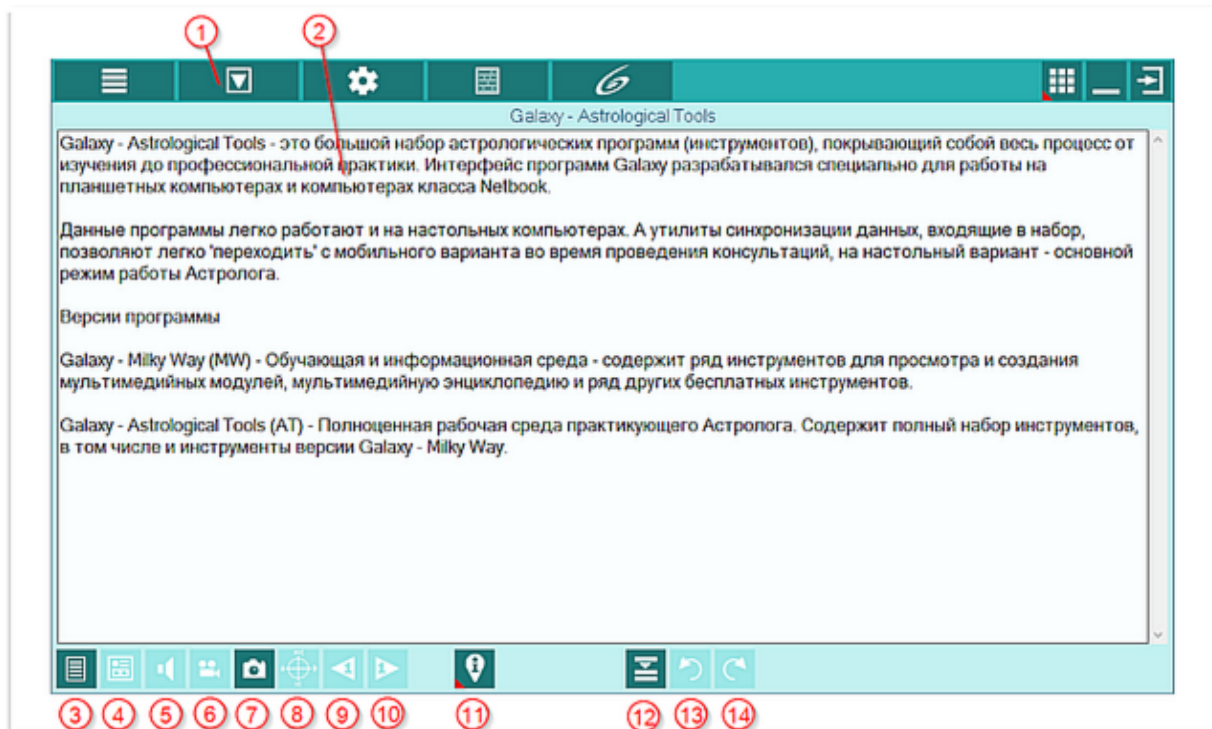 1 2
Galaxy - Astrological Tools
Galaxy - Astrological Tools - это большой набор астрологических программ (инструментов), покрывающий собой весь процесс от
изучения до профессиональной практики. Интерфейс программ Galaxy разрабатывался специально для работы на
планшетных компьютерах и компьютерах класса Netbook.
Данные программы легко работают и на настольных компьютерах. А утилиты синхронизации данных, входящие в набор,
позволяют легко "переходить" с мобильного варианта во время проведения консультаций, на настольный вариант - основной
режим работы Астролога.
Версии программы
Galaxy - Milky Way (MW) - Обучающая и информационная среда - содержит ряд инструментов для просмотра и создания
мультимедийных модулей, мультимедийную энциклопедию и ряд других бесплатных инструментов.
Galaxy - Astrological Tools (AT) - Полноценная рабочая среда практикующего Астролога. Содержит полный набор инструментов,
в том числе и инструменты версии Galaxy - Milky Way.
3 4 5 6 7 8 9 10 11 12 13 14